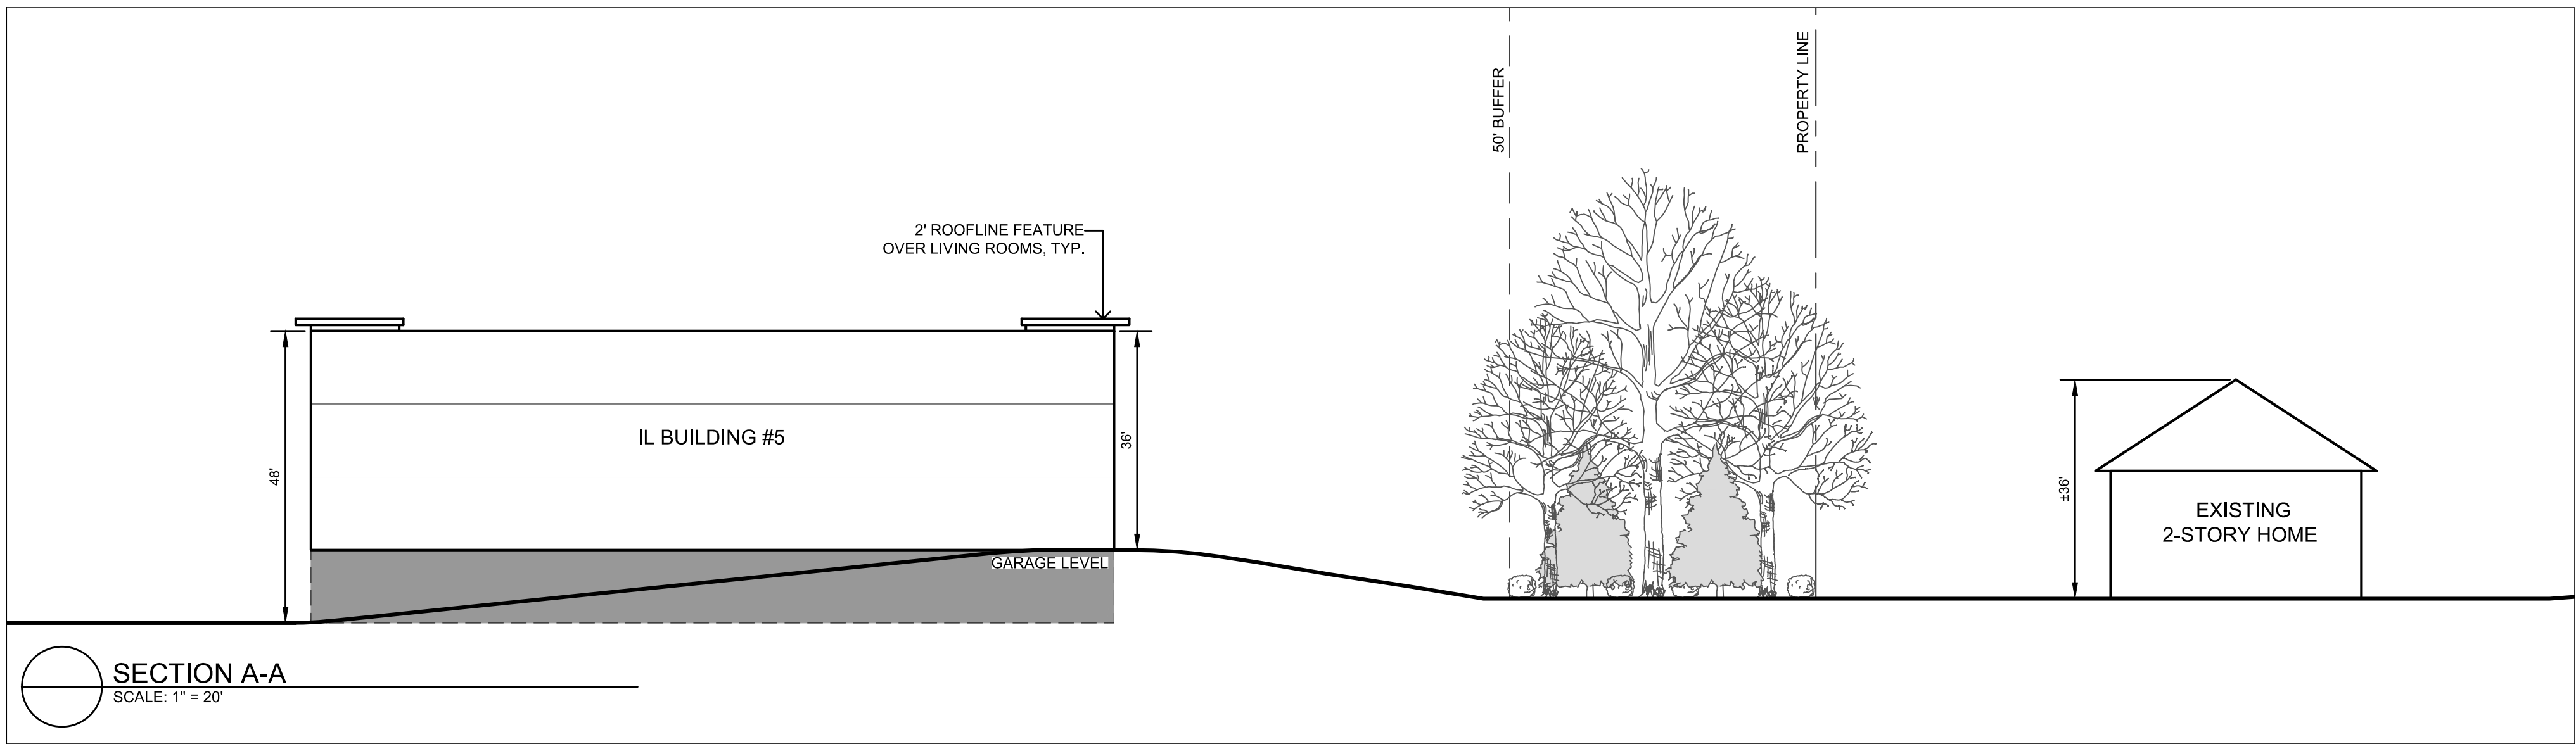 50' BUFFER
PROPERTY LINE
2' ROOFLINE FEATURE
OVER LIVING ROOMS, TYP.
IL BUILDING #5
48'
36'
GARAGE LEVEL
±36'
EXISTING
2-STORY HOME
SECTION A-A
SCALE: 1" = 20'